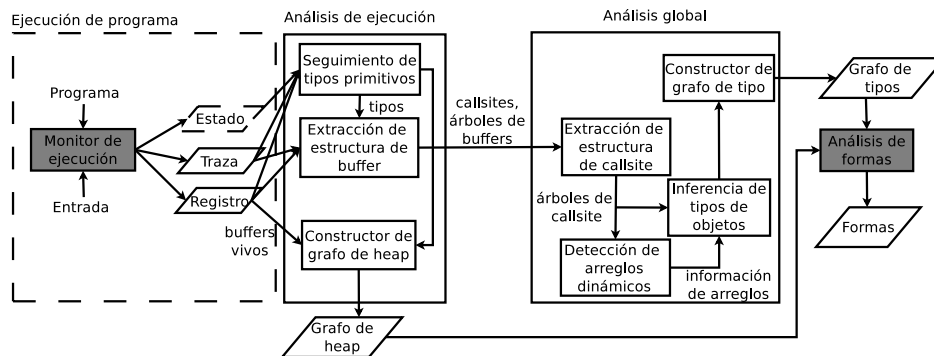 Ejecución de programa
Análisis de ejecución
Análisis global
Programa
Monitor de
ejecución
Entrada
Estado
Traza
Registro
buffers
vivos
Seguimiento de
tipos primitivos
tipos
Extracción de
estructura de
buffer
Constructor de
grafo de heap
Grafo de
heap
callsites,
árboles de
buffers
Extracción de
estructura
de callsite
árboles de
callsite
Detección de
arreglos
dinámicos
información
de arreglos
Inferencia de
tipos de
objetos
Constructor de
grafo de tipo
Grafo de
tipos
Análisis de
formas
Formas